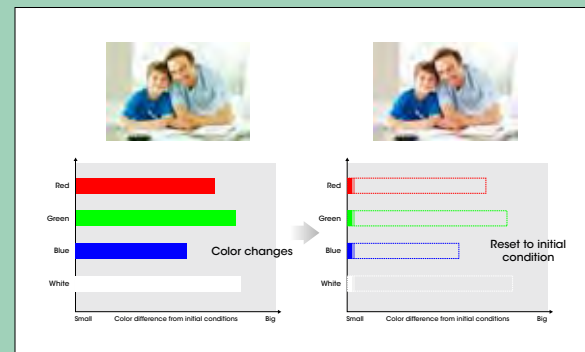 Red
Green
Blue
White
Color changes
Small Color difference from initial conditions Big
Red
Green
Blue
White
Reset to initial
condition
Small Color difference from initial conditions Big